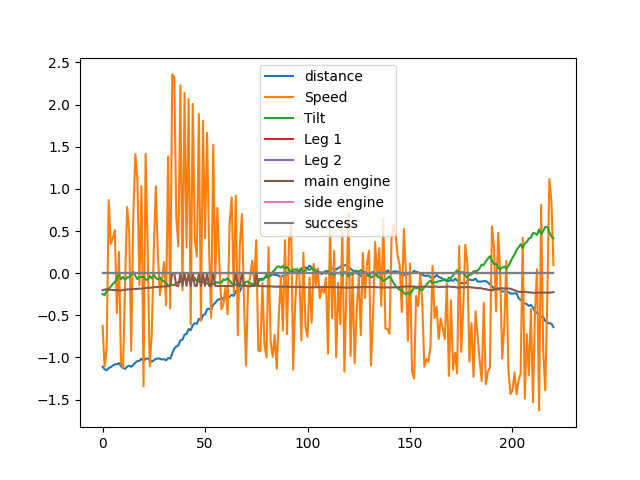 2.5
2.0
1.5
1.0
0.5
0.0
−0.5
−1.0
−1.5
distance
Speed
Tilt
Leg 1
Leg 2
main engine
side engine
success
0 50 100 150 200